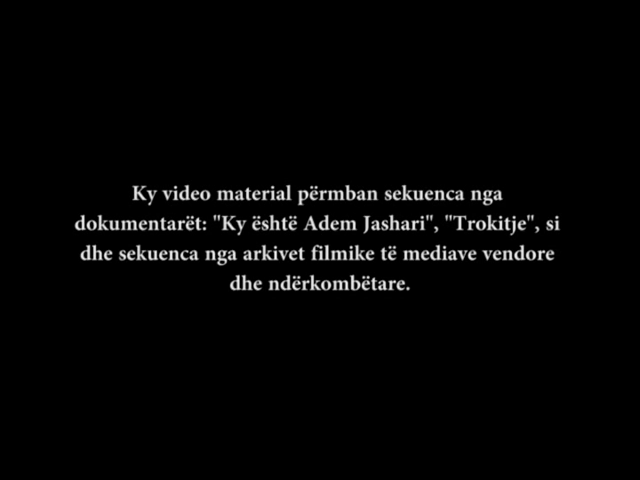 Ky video material përmban sekuenca nga
dokumentarët: "Ky është Adem Jashari", "Trokitje", si
dhe sekuenca nga arkivet filmike të mediave vendore
dhe ndërkombëtare.